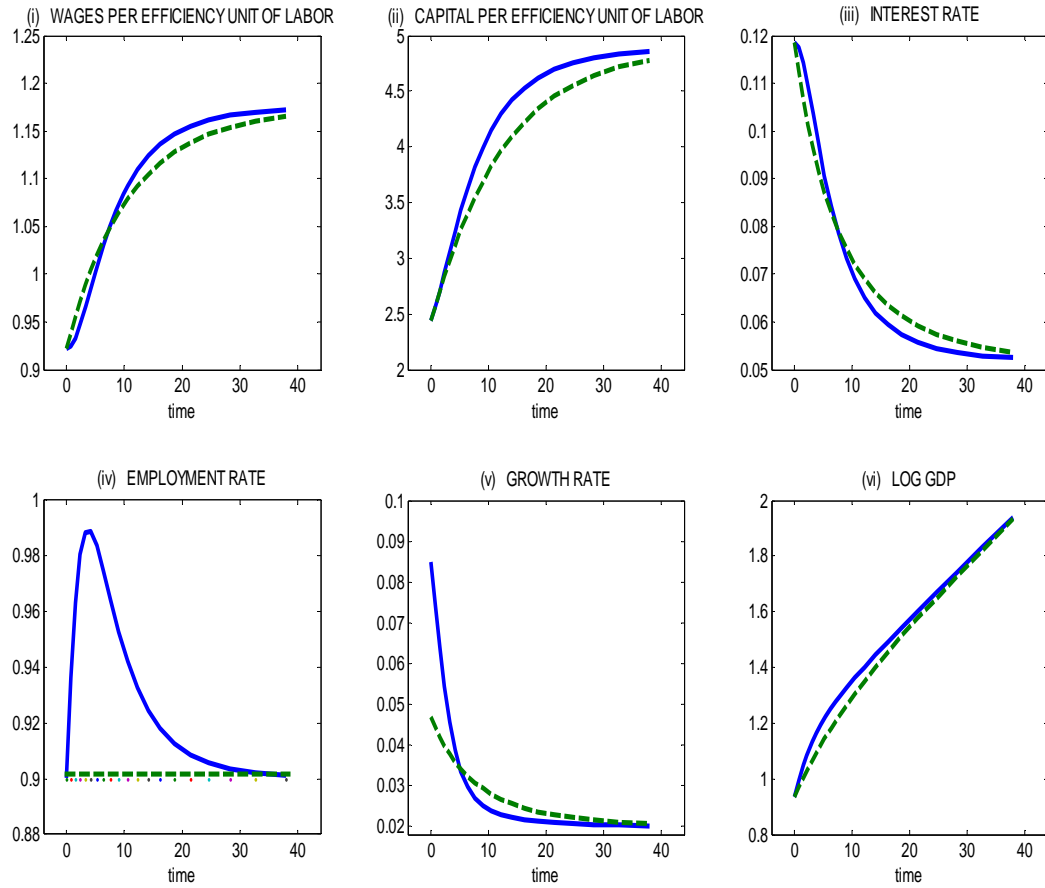 (i) WAGES PER EFFICIENCY UNIT OF LABOR
1.25
1.2
1.15
1.1
1.05
1
0.95
0.9
0 10 20 30 40
time
(ii) CAPITAL PER EFFICIENCY UNIT OF LABOR
5
4.5
4
3.5
3
2.5
2
0 10 20 30 40
time
(iii) INTEREST RATE
0.12
0.11
0.1
0.09
0.08
0.07
0.06
0.05
0 10 20 30 40
time
(iv) EMPLOYMENT RATE
1
0.98
0.96
0.94
0.92
0.9
0.88
0 10 20 30 40
time
(v) GROWTH RATE
0.1
0.09
0.08
0.07
0.06
0.05
0.04
0.03
0.02
0 10 20 30 40
time
(vi) LOG GDP
2
1.8
1.6
1.4
1.2
1
0.8
0 10 20 30 40
time